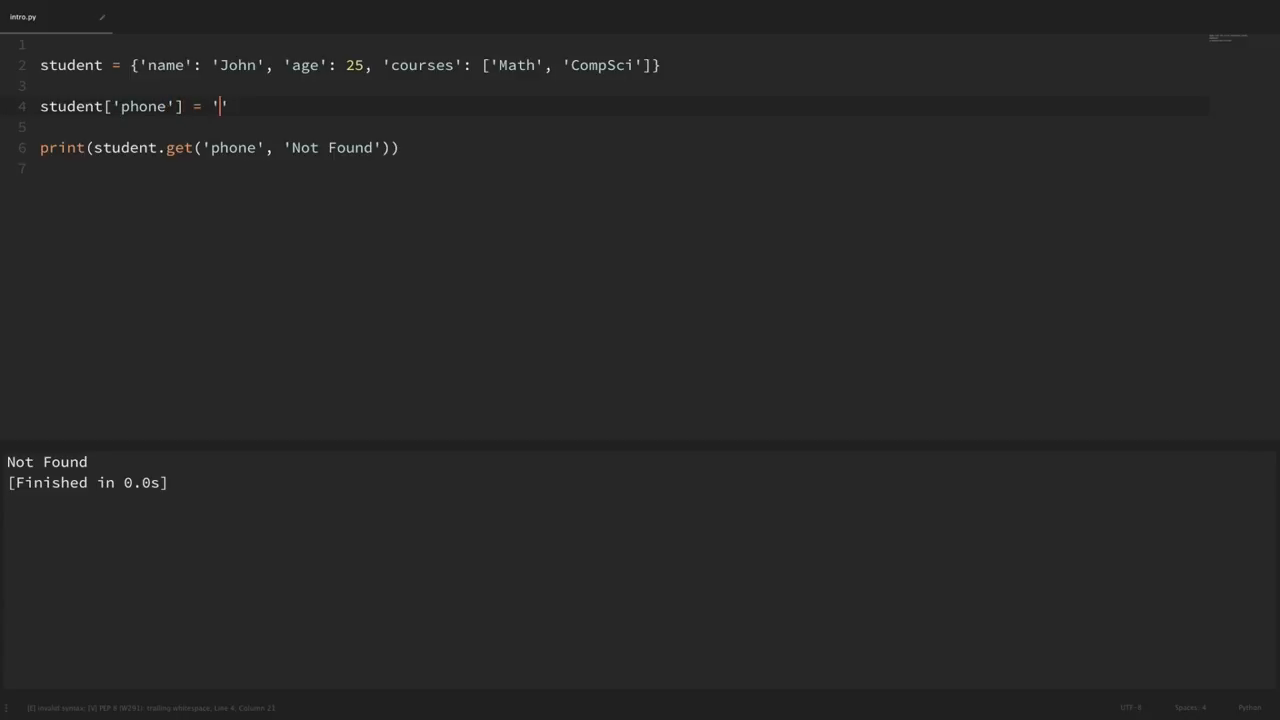 intro.py
1
2 student = {'name': 'John', 'age': 25, 'courses': ['Math', 'CompSci']}
3
4 student['phone'] = ''
5
6 print(student.get('phone', 'Not Found'))
7
Not Found
[Finished in 0.0s]
[E] invalid syntax; [V] PEP 8 (W291): trailing whitespace, Line 4, Column 21
UTF-8 Spaces: 4 Python